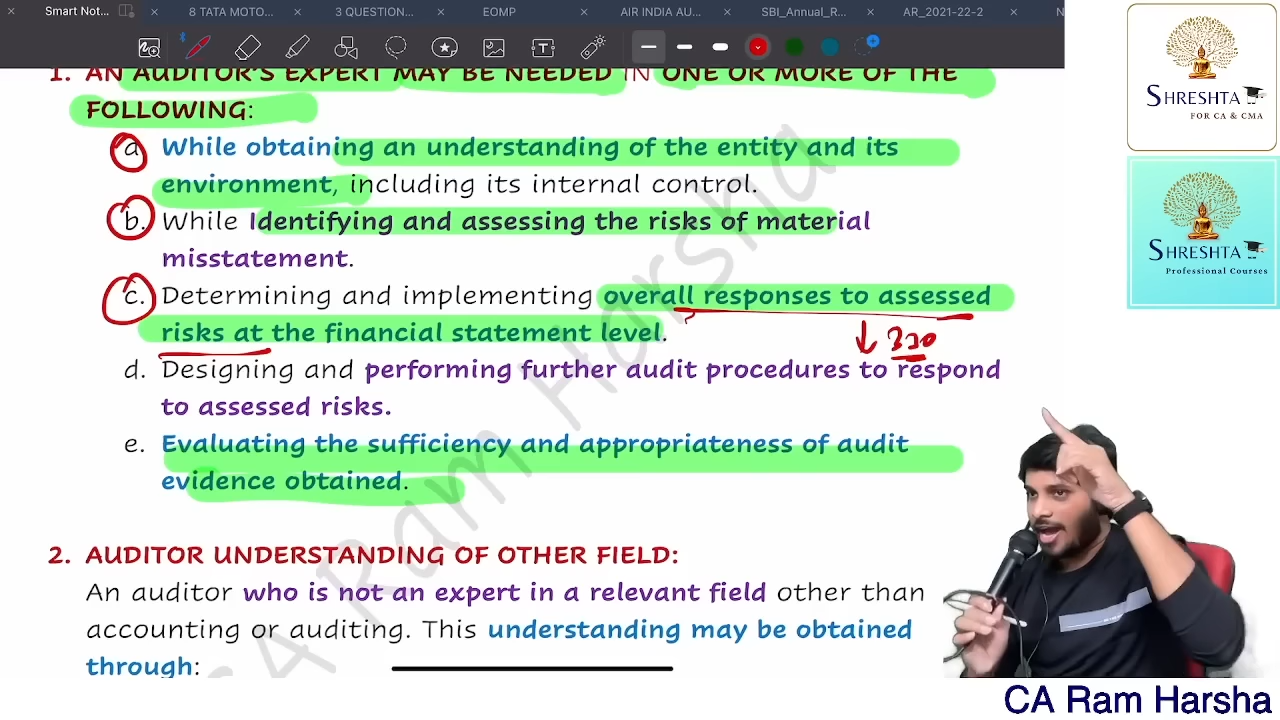 Smart Not...
8 TATA MOTO...
3 QUESTION...
EOMP
AIR INDIA AU...
SBI_Annual_R...
AR_2021-22-2
N
1. AN AUDITOR'S EXPERT MAY BE NEEDED IN ONE OR MORE OF THE
FOLLOWING:
a. While obtaining an understanding of the entity and its
environment, including its internal control.
b. While Identifying and assessing the risks of material
misstatement.
c. Determining and implementing overall responses to assessed
risks at the financial statement level.
330
d. Designing and performing further audit procedures to respond
to assessed risks.
e. Evaluating the sufficiency and appropriateness of audit
evidence obtained.
2. AUDITOR UNDERSTANDING OF OTHER FIELD:
An auditor who is not an expert in a relevant field other than
accounting or auditing. This understanding may be obtained
through:
CA Ram Harsha
SHRESHTA
FOR CA & CMA
SHRESHTA
Professional Courses
CA Ram Harsha